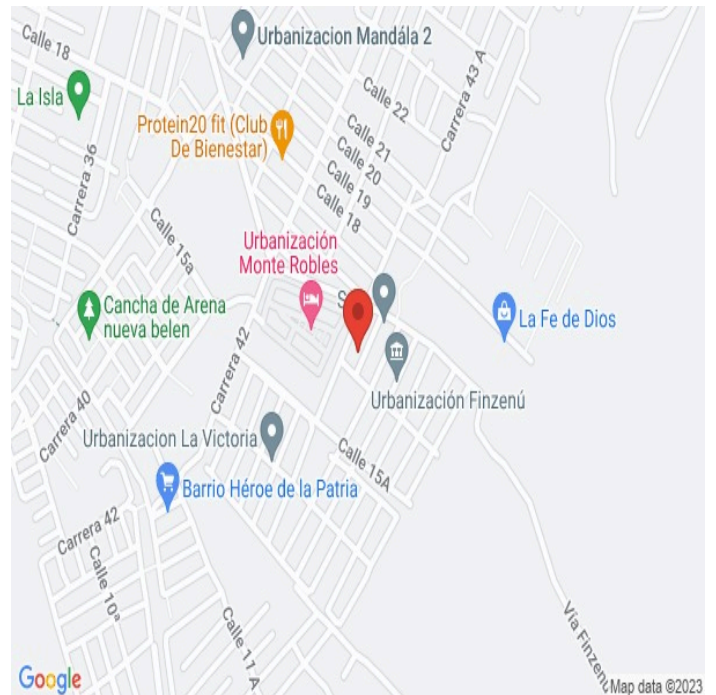 Urbanizacion Mandála 2
Calle 18
La Isla
Calle 22
Carrera 43 A
Protein20 fit (Club
De Bienestar)
Calle 21
Calle 20
Calle 19
Calle 18
Carrera 36
Calle 15a
Urbanización
Monte Robles
Cancha de Arena
nueva belen
La Fe de Dios
Carrera 42
Urbanización Finzenú
Carrera 40
Urbanizacion La Victoria
Calle 15A
Barrio Héroe de la Patria
Carrera 42
Calle 10ª
Calle 11 A
Vía Finzenú
Google
Map data ©2023